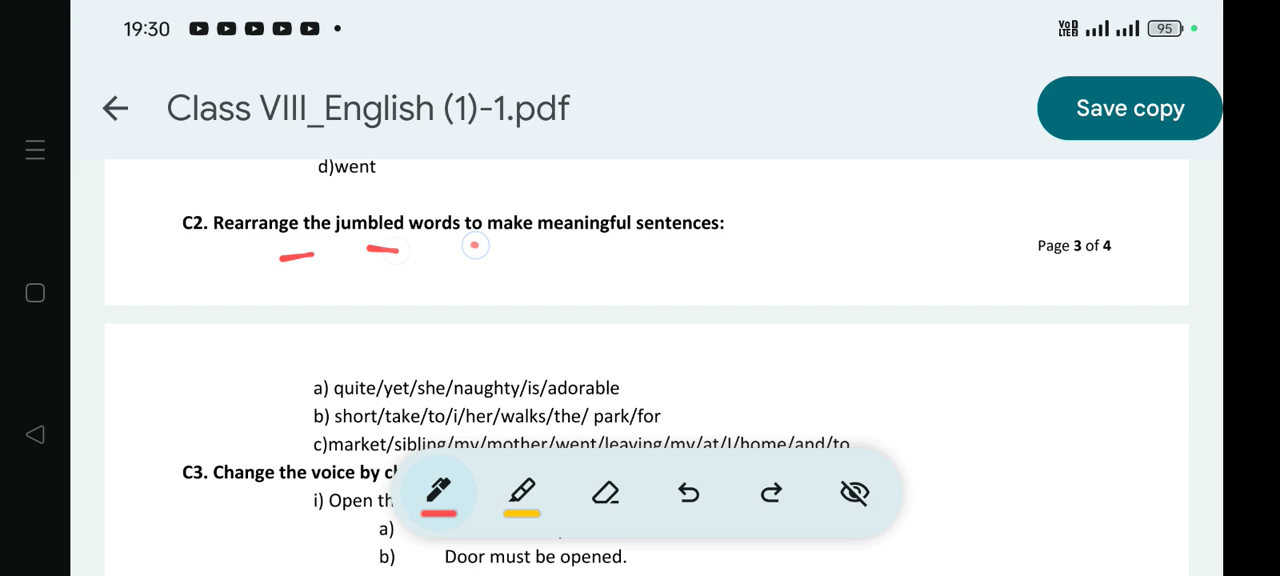 19:30 Vo LTE 95
Class VIII_English (1)-1.pdf
Save copy
d)went
C2. Rearrange the jumbled words to make meaningful sentences:
Page 3 of 4
a) quite/yet/she/naughty/is/adorable
b) short/take/to/i/her/walks/the/ park/for
c)market/sibling/my/mother/went/leaving/my/at/I/home/and/to
C3. Change the voice by
i) Open
a)
b) Door must be opened.